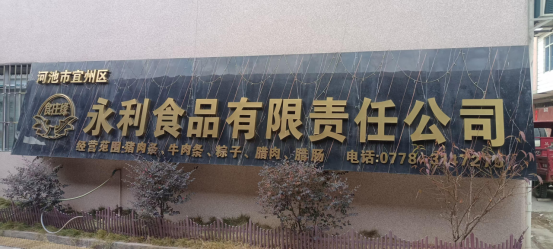 河池市宜州区
永利食品有限责任公司
经营范围:猪肉条、牛肉条、粽子、腊肉、腊肠 电话:0778